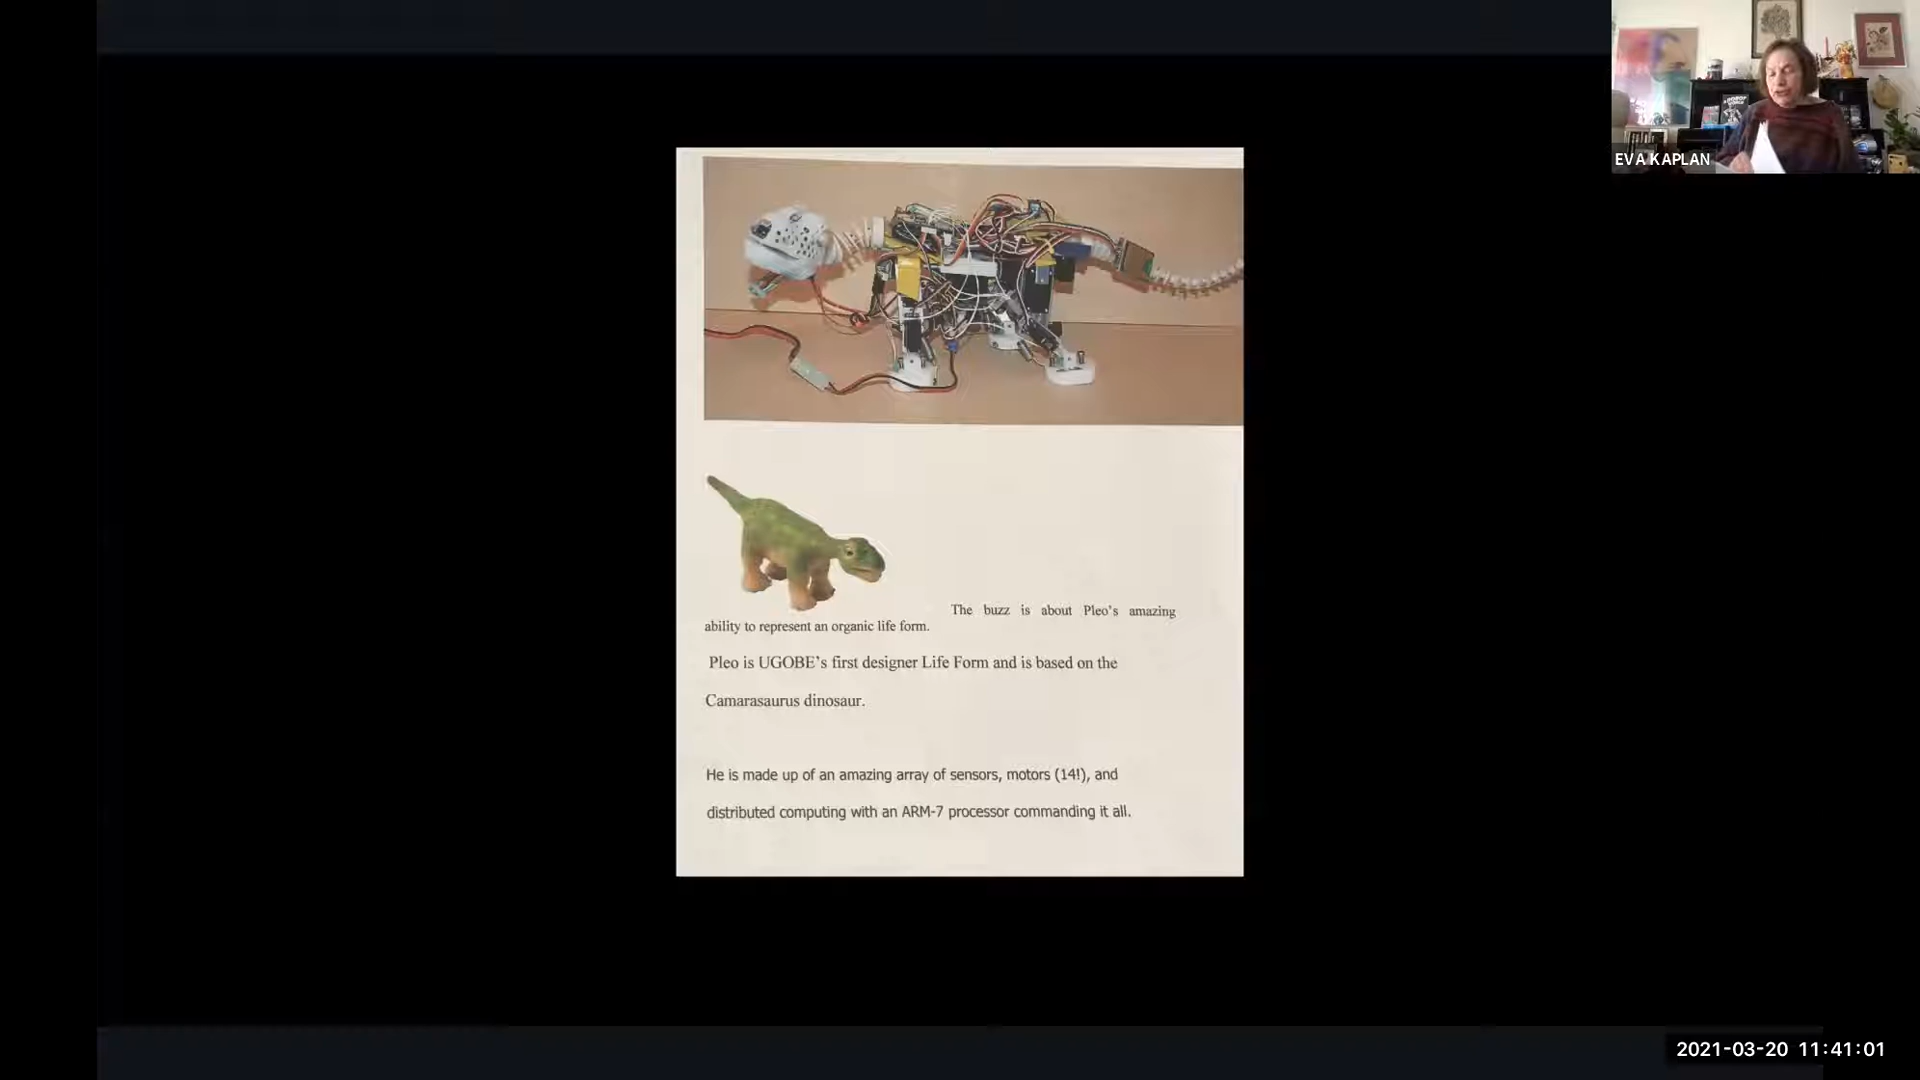 EVA KAPLAN
The buzz is about Pleo's amazing
ability to represent an organic life form.
Pleo is UGOBE's first designer Life Form and is based on the
Camarasaurus dinosaur.
He is made up of an amazing array of sensors, motors (14!), and
distributed computing with an ARM-7 processor commanding it all.
2021-03-20 11:41:01